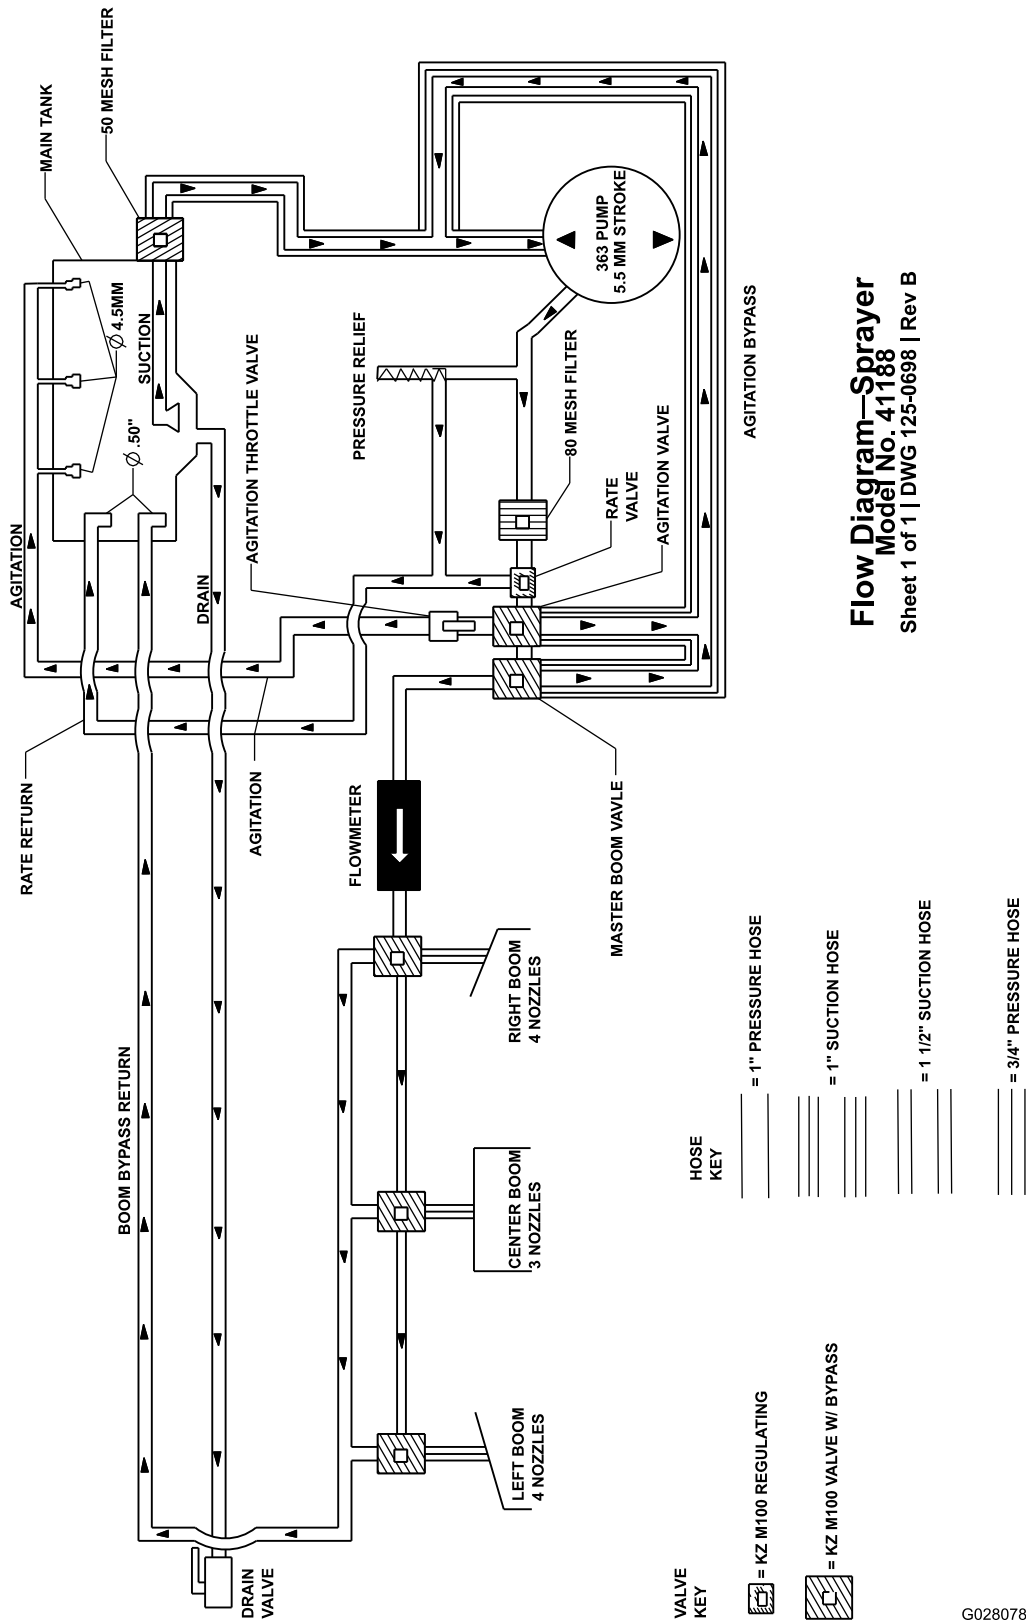 MAIN TANK
50 MESH FILTER
AGITATION
.50"
4.5MM
SUCTION
DRAIN
AGITATION THROTTLE VALVE
PRESSURE RELIEF
363 PUMP
5.5 MM STROKE
80 MESH FILTER
RATE
VALVE
AGITATION VALVE
AGITATION BYPASS
RATE RETURN
AGITATION
FLOWMETER
MASTER BOOM VAVLE
BOOM BYPASS RETURN
RIGHT BOOM
4 NOZZLES
CENTER BOOM
3 NOZZLES
LEFT BOOM
4 NOZZLES
DRAIN
VALVE
Flow Diagram—Sprayer
Model No. 41188
Sheet 1 of 1 | DWG 125-0698 | Rev B
HOSE
KEY
= 1" PRESSURE HOSE
= 1" SUCTION HOSE
= 1 1/2" SUCTION HOSE
= 3/4" PRESSURE HOSE
VALVE
KEY
= KZ M100 REGULATING
= KZ M100 VALVE W/ BYPASS
G028078